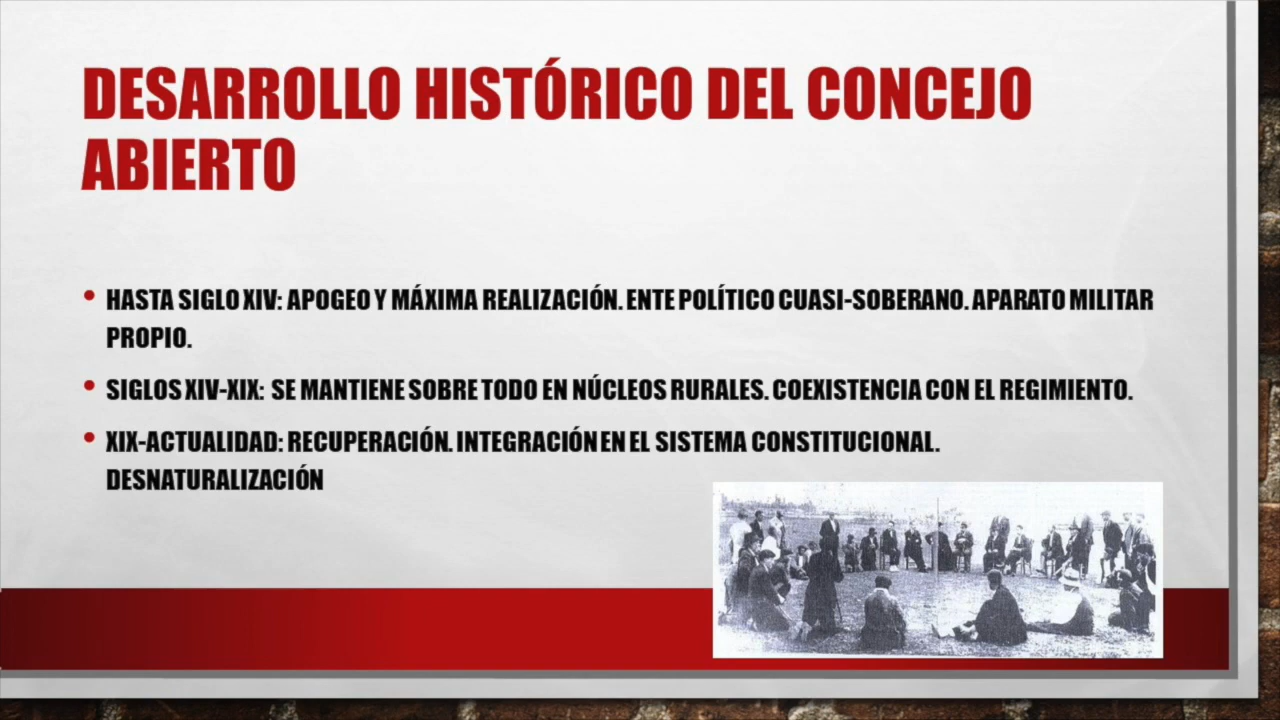 DESARROLLO HISTÓRICO DEL CONCEJO
ABIERTO
• HASTA SIGLO XIV: APOGEO Y MÁXIMA REALIZACIÓN. ENTE POLÍTICO CUASI-SOBERANO. APARATO MILITAR
PROPIO.
• SIGLOS XIV-XIX: SE MANTIENE SOBRE TODO EN NÚCLEOS RURALES. COEXISTENCIA CON EL REGIMIENTO.
• XIX-ACTUALIDAD: RECUPERACIÓN. INTEGRACIÓN EN EL SISTEMA CONSTITUCIONAL.
DESNATURALIZACIÓN